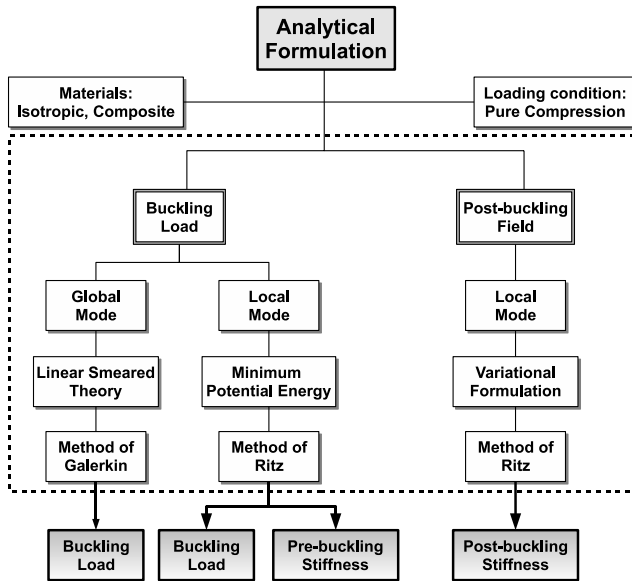 Analytical
Formulation
Materials:
Isotropic, Composite
Loading condition:
Pure Compression
Buckling
Load
Post-buckling
Field
Global
Mode
Local
Mode
Local
Mode
Linear Smeared
Theory
Minimum
Potential Energy
Variational
Formulation
Method of
Galerkin
Method of
Ritz
Method of
Ritz
Buckling
Load
Buckling
Load
Pre-buckling
Stiffness
Post-buckling
Stiffness